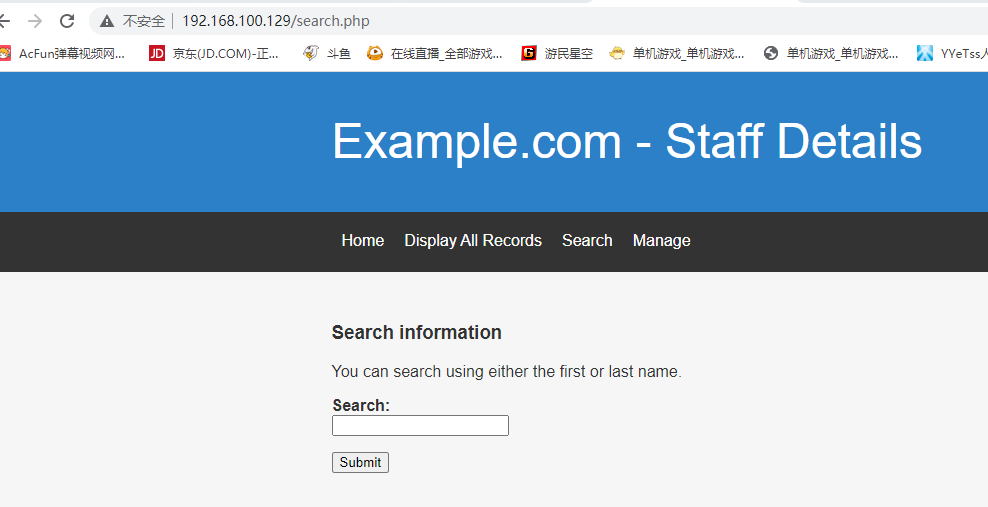 不安全 192.168.100.129/search.php
AcFun弹幕视频网... JD 京东(JD.COM)-正... 斗鱼 在线直播_全部游戏... G 游民星空 单机游戏_单机游戏... 单机游戏_单机游戏... YYeTss人
Example.com - Staff Details
Home Display All Records Search Manage
Search information
You can search using either the first or last name.
Search:
Submit